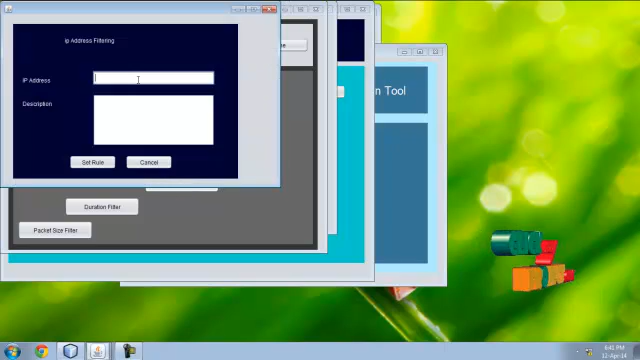 ip Address Filtering
IP Address
Description
Set Rule
Cancel
n Tool
Duration Filter
Packet Size Filter
9:41 PM
12-Apr-14